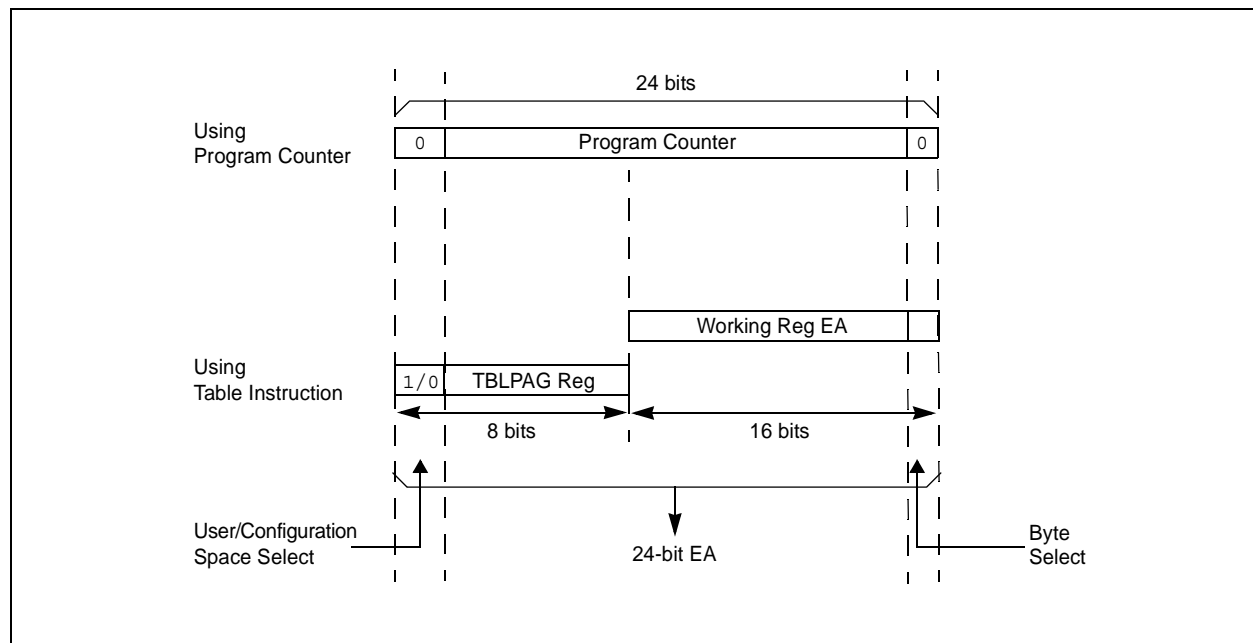 24 bits
Using
Program Counter
0
Program Counter
0
Working Reg EA
Using
Table Instruction
1/0
TBLPAG Reg
8 bits
16 bits
User/Configuration
Space Select
24-bit EA
Byte
Select